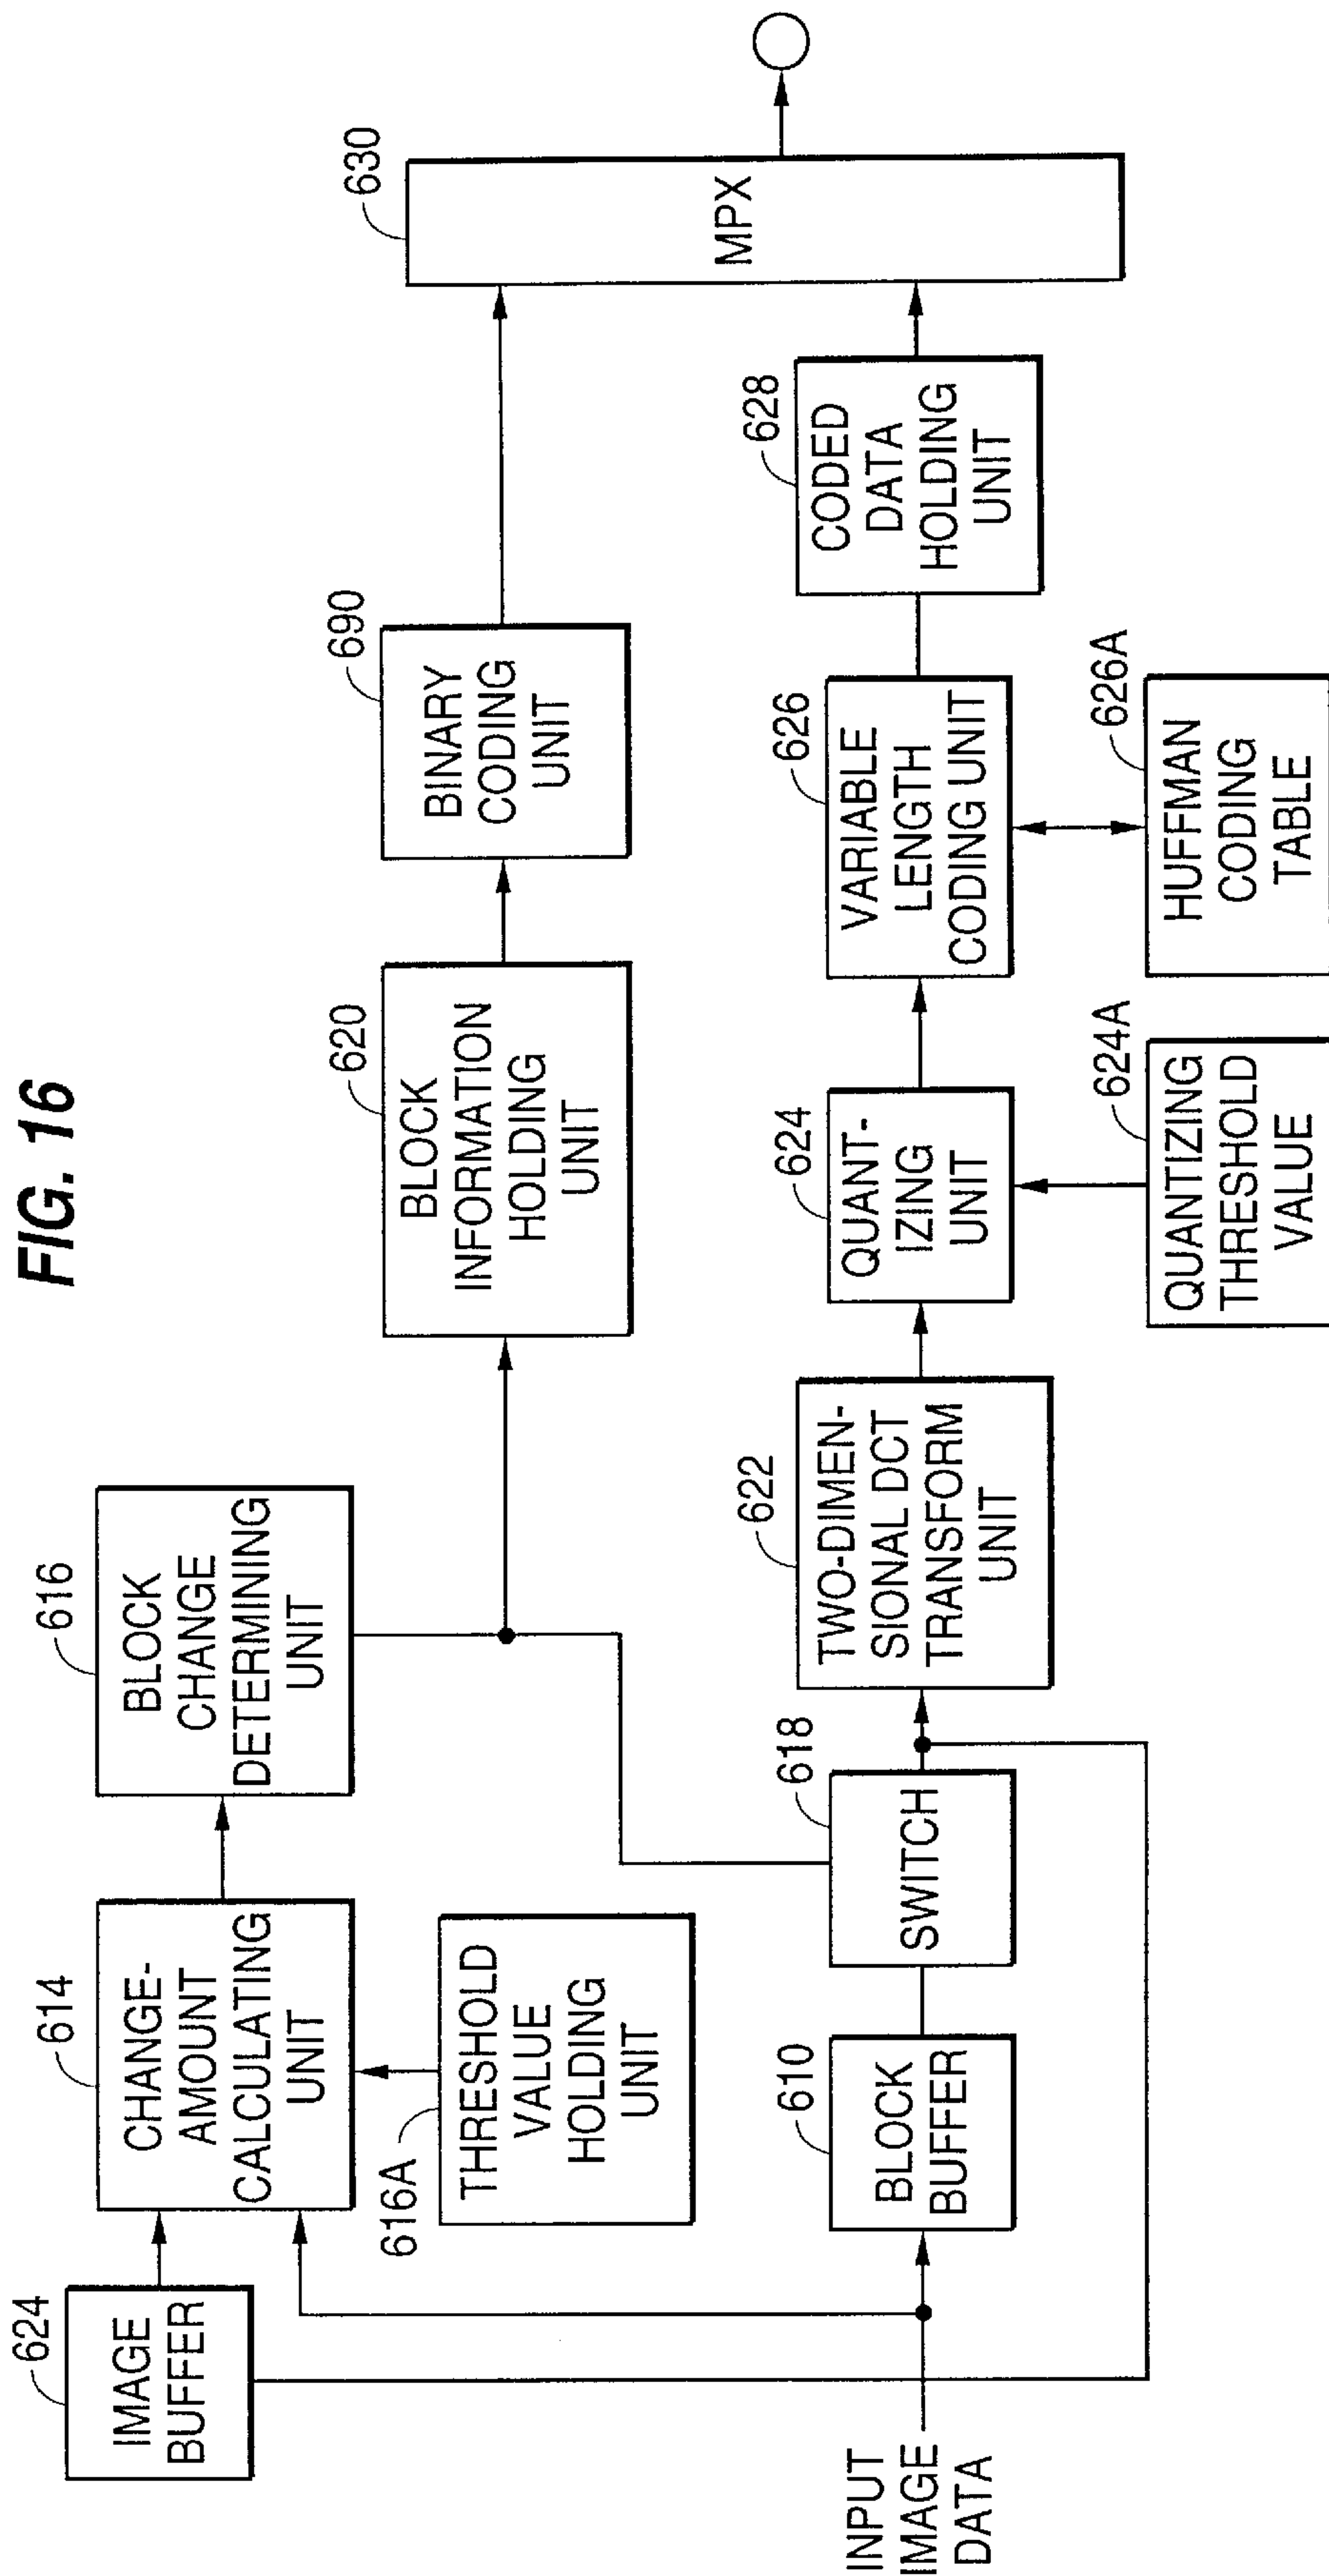 FIG. 16
624
IMAGE
BUFFER
614
CHANGE-
AMOUNT
CALCULATING
UNIT
616
BLOCK
CHANGE
DETERMINING
UNIT
616A
THRESHOLD
VALUE
HOLDING
UNIT
620
BLOCK
INFORMATION
HOLDING
UNIT
690
BINARY
CODING
UNIT
630
MPX
INPUT
IMAGE
DATA
610
BLOCK
BUFFER
618
SWITCH
622
TWO-DIMEN-
SIONAL DCT
TRANSFORM
UNIT
624
QUANT-
IZING
UNIT
626
VARIABLE
LENGTH
CODING UNIT
628
CODED
DATA
HOLDING
UNIT
624A
QUANTIZING
THRESHOLD
VALUE
626A
HUFFMAN
CODING
TABLE